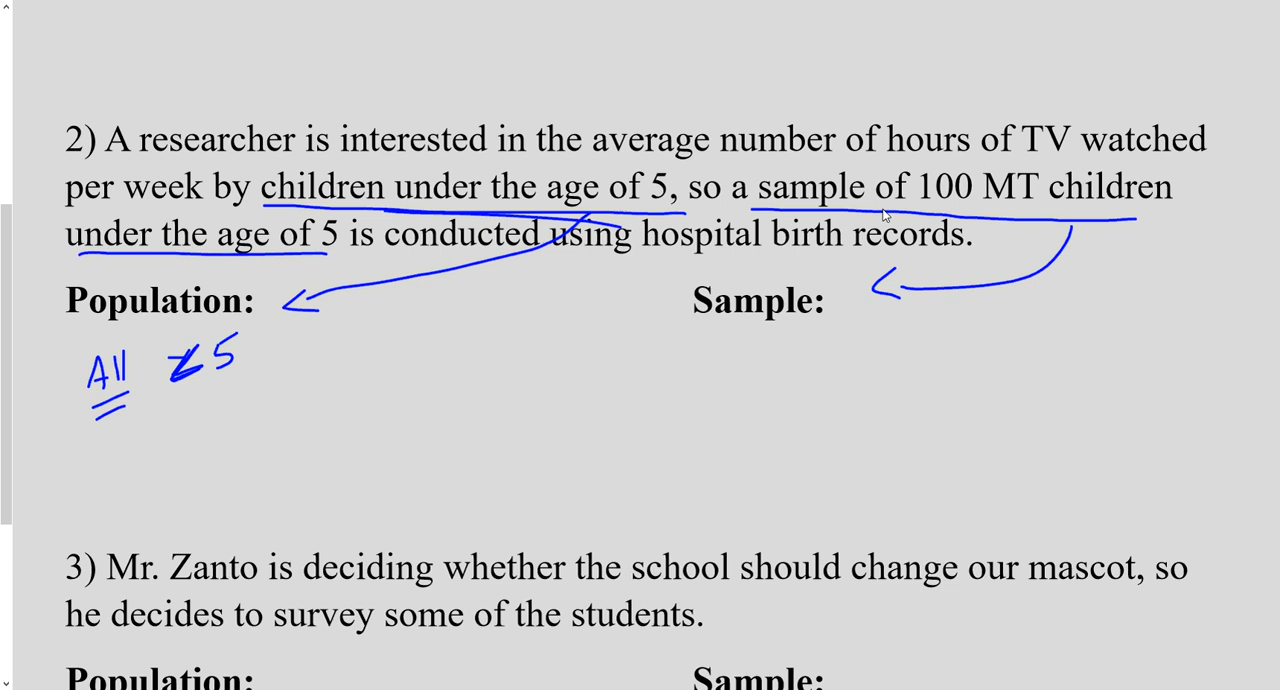 2) A researcher is interested in the average number of hours of TV watched
per week by children under the age of 5, so a sample of 100 MT children
under the age of 5 is conducted using hospital birth records.
Population: Sample:
All < 5
3) Mr. Zanto is deciding whether the school should change our mascot, so
he decides to survey some of the students.
Population: Sample: